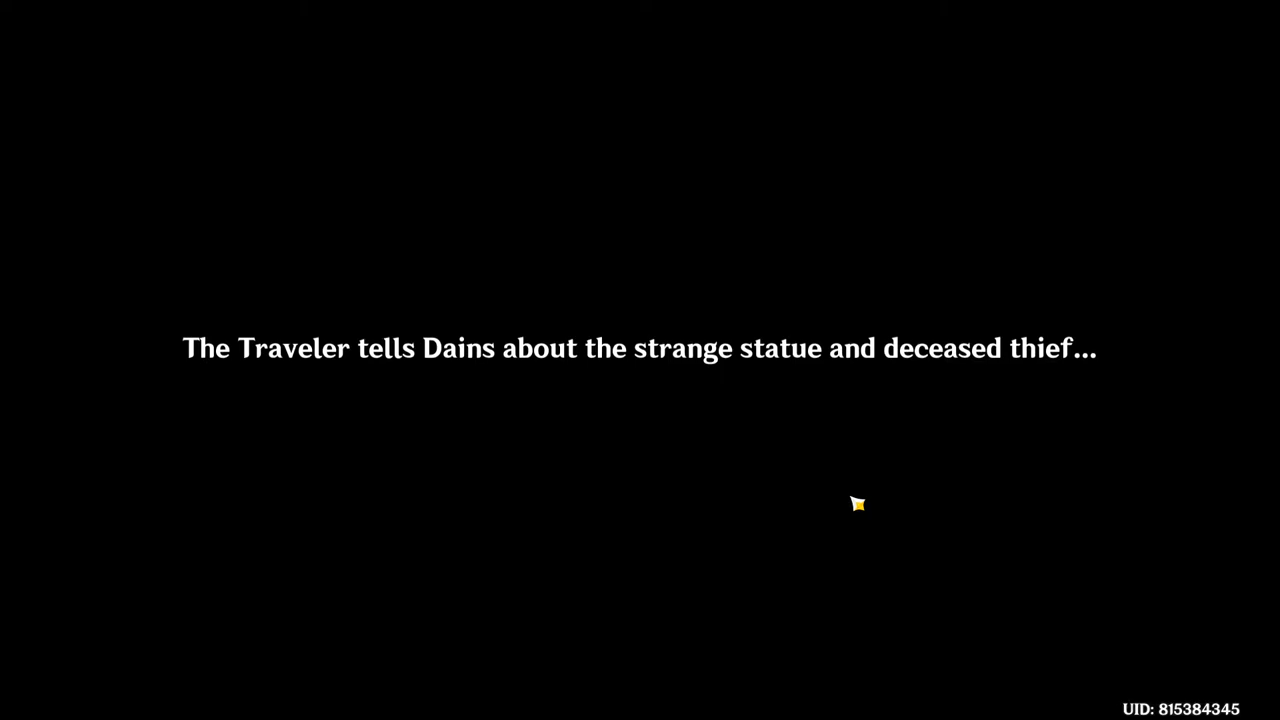 The Traveler tells Dains about the strange statue and deceased thief...
UID: 815384345